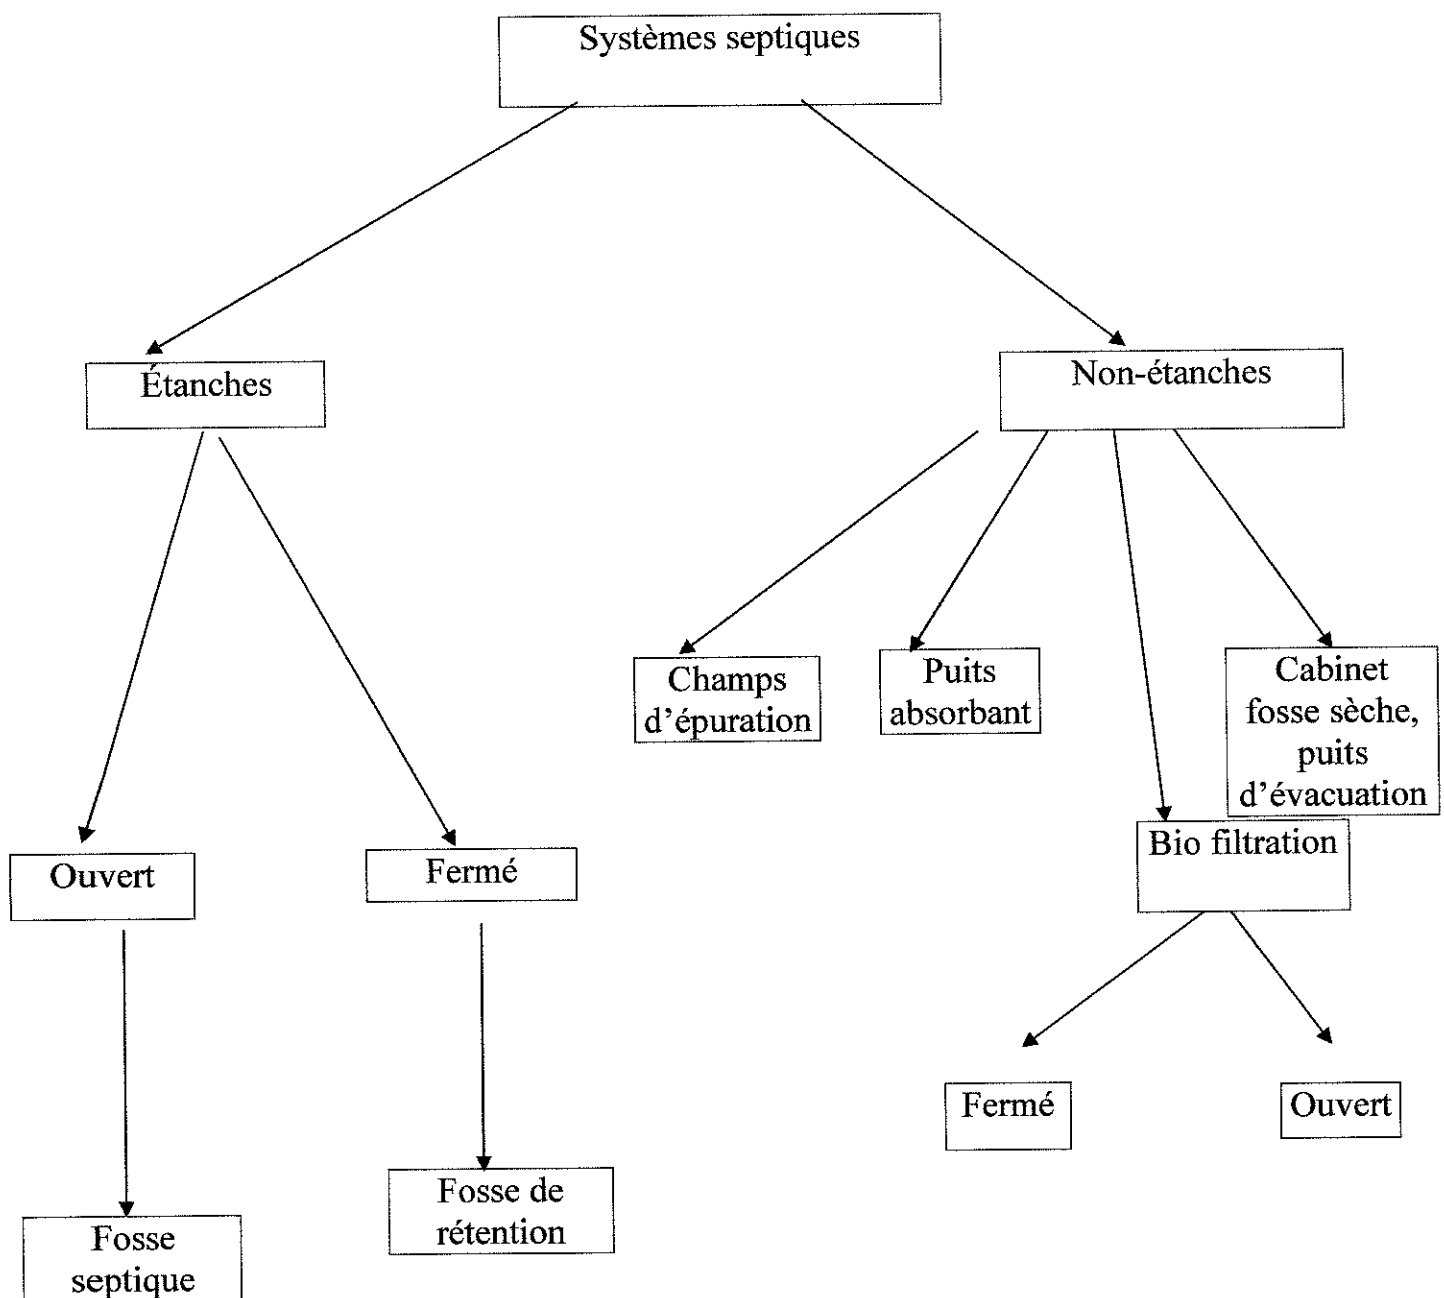 Systèmes septiques
Étanches
Non-étanches
Champs
d’épuration
Puits
absorbant
Cabinet
fosse sèche,
puits
d’évacuation
Bio filtration
Ouvert
Fermé
Fermé
Ouvert
Fosse de
rétention
Fosse
septique